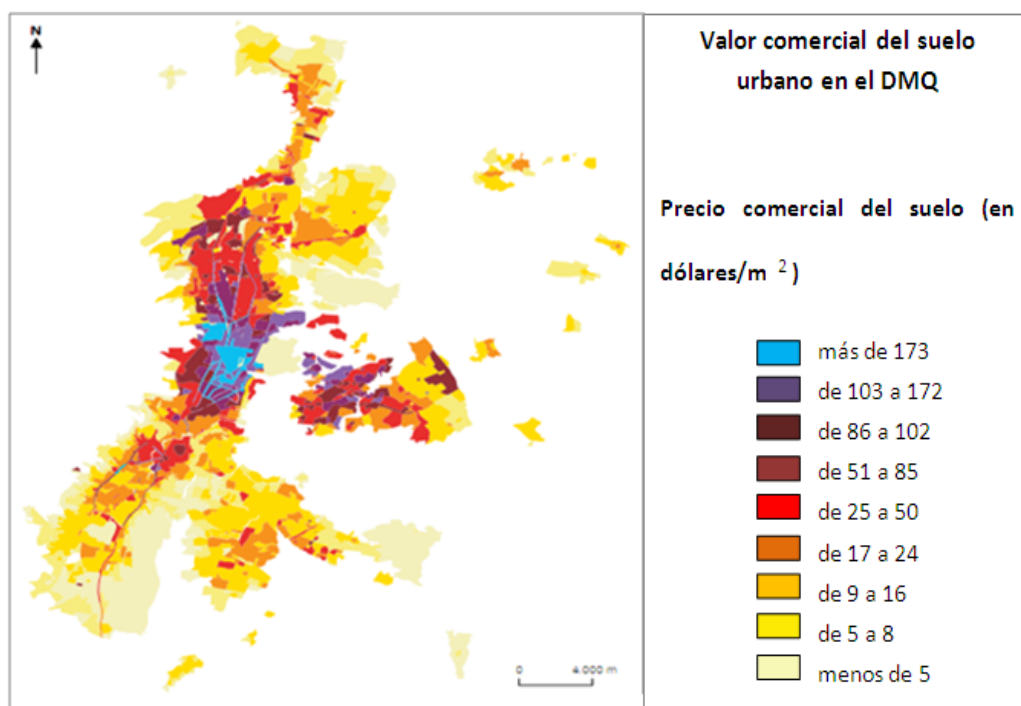 N
0 4.000 m
Valor comercial del suelo
urbano en el DMQ
Precio comercial del suelo (en
dólares/m ²)
más de 173
de 103 a 172
de 86 a 102
de 51 a 85
de 25 a 50
de 17 a 24
de 9 a 16
de 5 a 8
menos de 5